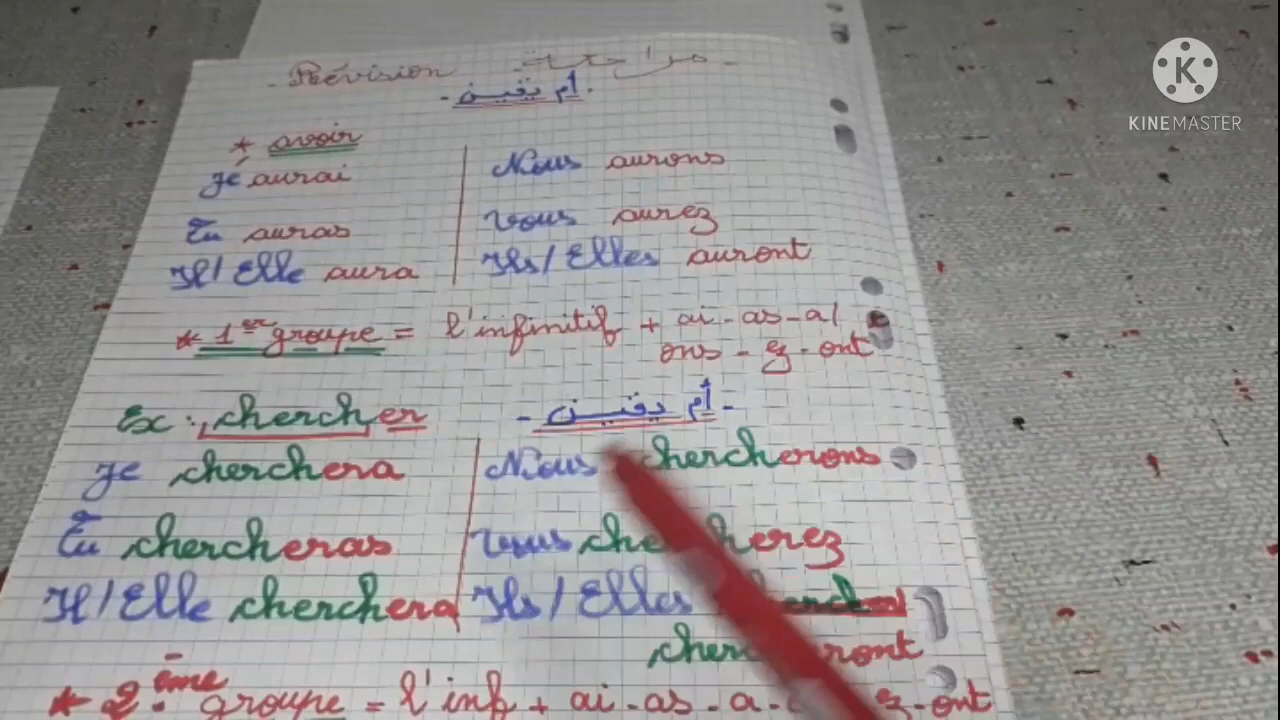 - Révision - مراجعة -
- أم يقين -
* avoir
Je aurai
Tu auras
Il/Elle aura
Nous aurons
Vous aurez
Ils/Elles auront
* 1er groupe = l'infinitif + ai-as-a/
ons-ez-ont
Ex: chercher
- أم يقين -
Je cherchera
Tu chercheras
Il/Elle cherchera
Nous chercherons
Vous chercherez
Ils/Elles
ront
* 2ème groupe = l'inf + ai-as-a- ez-ont
KINEMASTER